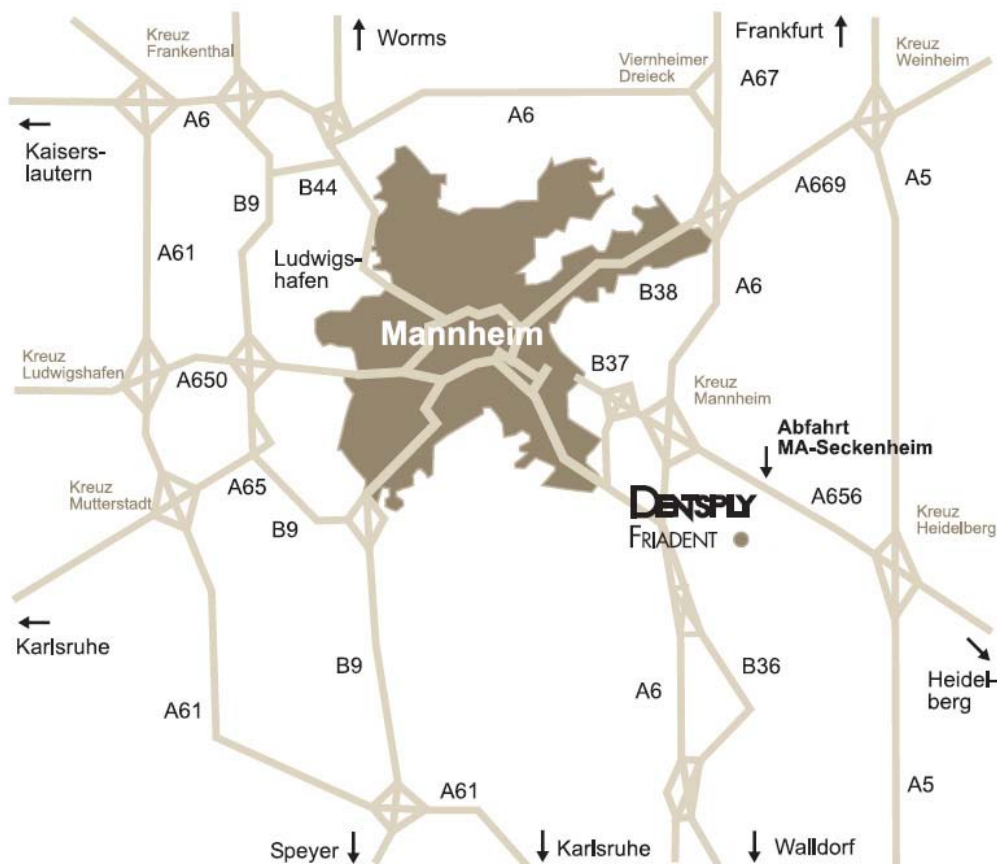 Kreuz
Frankenthal
Worms
Frankfurt
Viernheimer
Dreieck
Kreuz
Weinheim
A67
A6
A6
Kaisers-
lautern
B44
A669
A5
B9
A61
Ludwigs-
hafen
B38
A6
Mannheim
Kreuz
Ludwigshafen
A650
B37
Kreuz
Mannheim
Abfahrt
MA-Seckenheim
Kreuz
Mutterstadt
A65
B9
A656
DENTSPLY
FRIADENT
Kreuz
Heidelberg
Karlsruhe
B9
A6
B36
Heidel-
berg
A61
A61
A5
Speyer
Karlsruhe
Walldorf